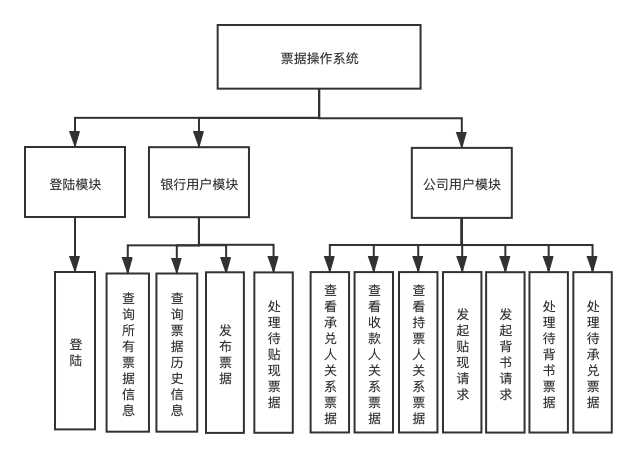 票据操作系统
登陆模块
银行用户模块
公司用户模块
登陆
查询所有票据信息
查询票据历史信息
发布票据
处理待贴现票据
查看承兑人关系票据
查看收款人关系票据
查看持票人关系票据
发起贴现请求
发起背书请求
处理待背书票据
处理待承兑票据